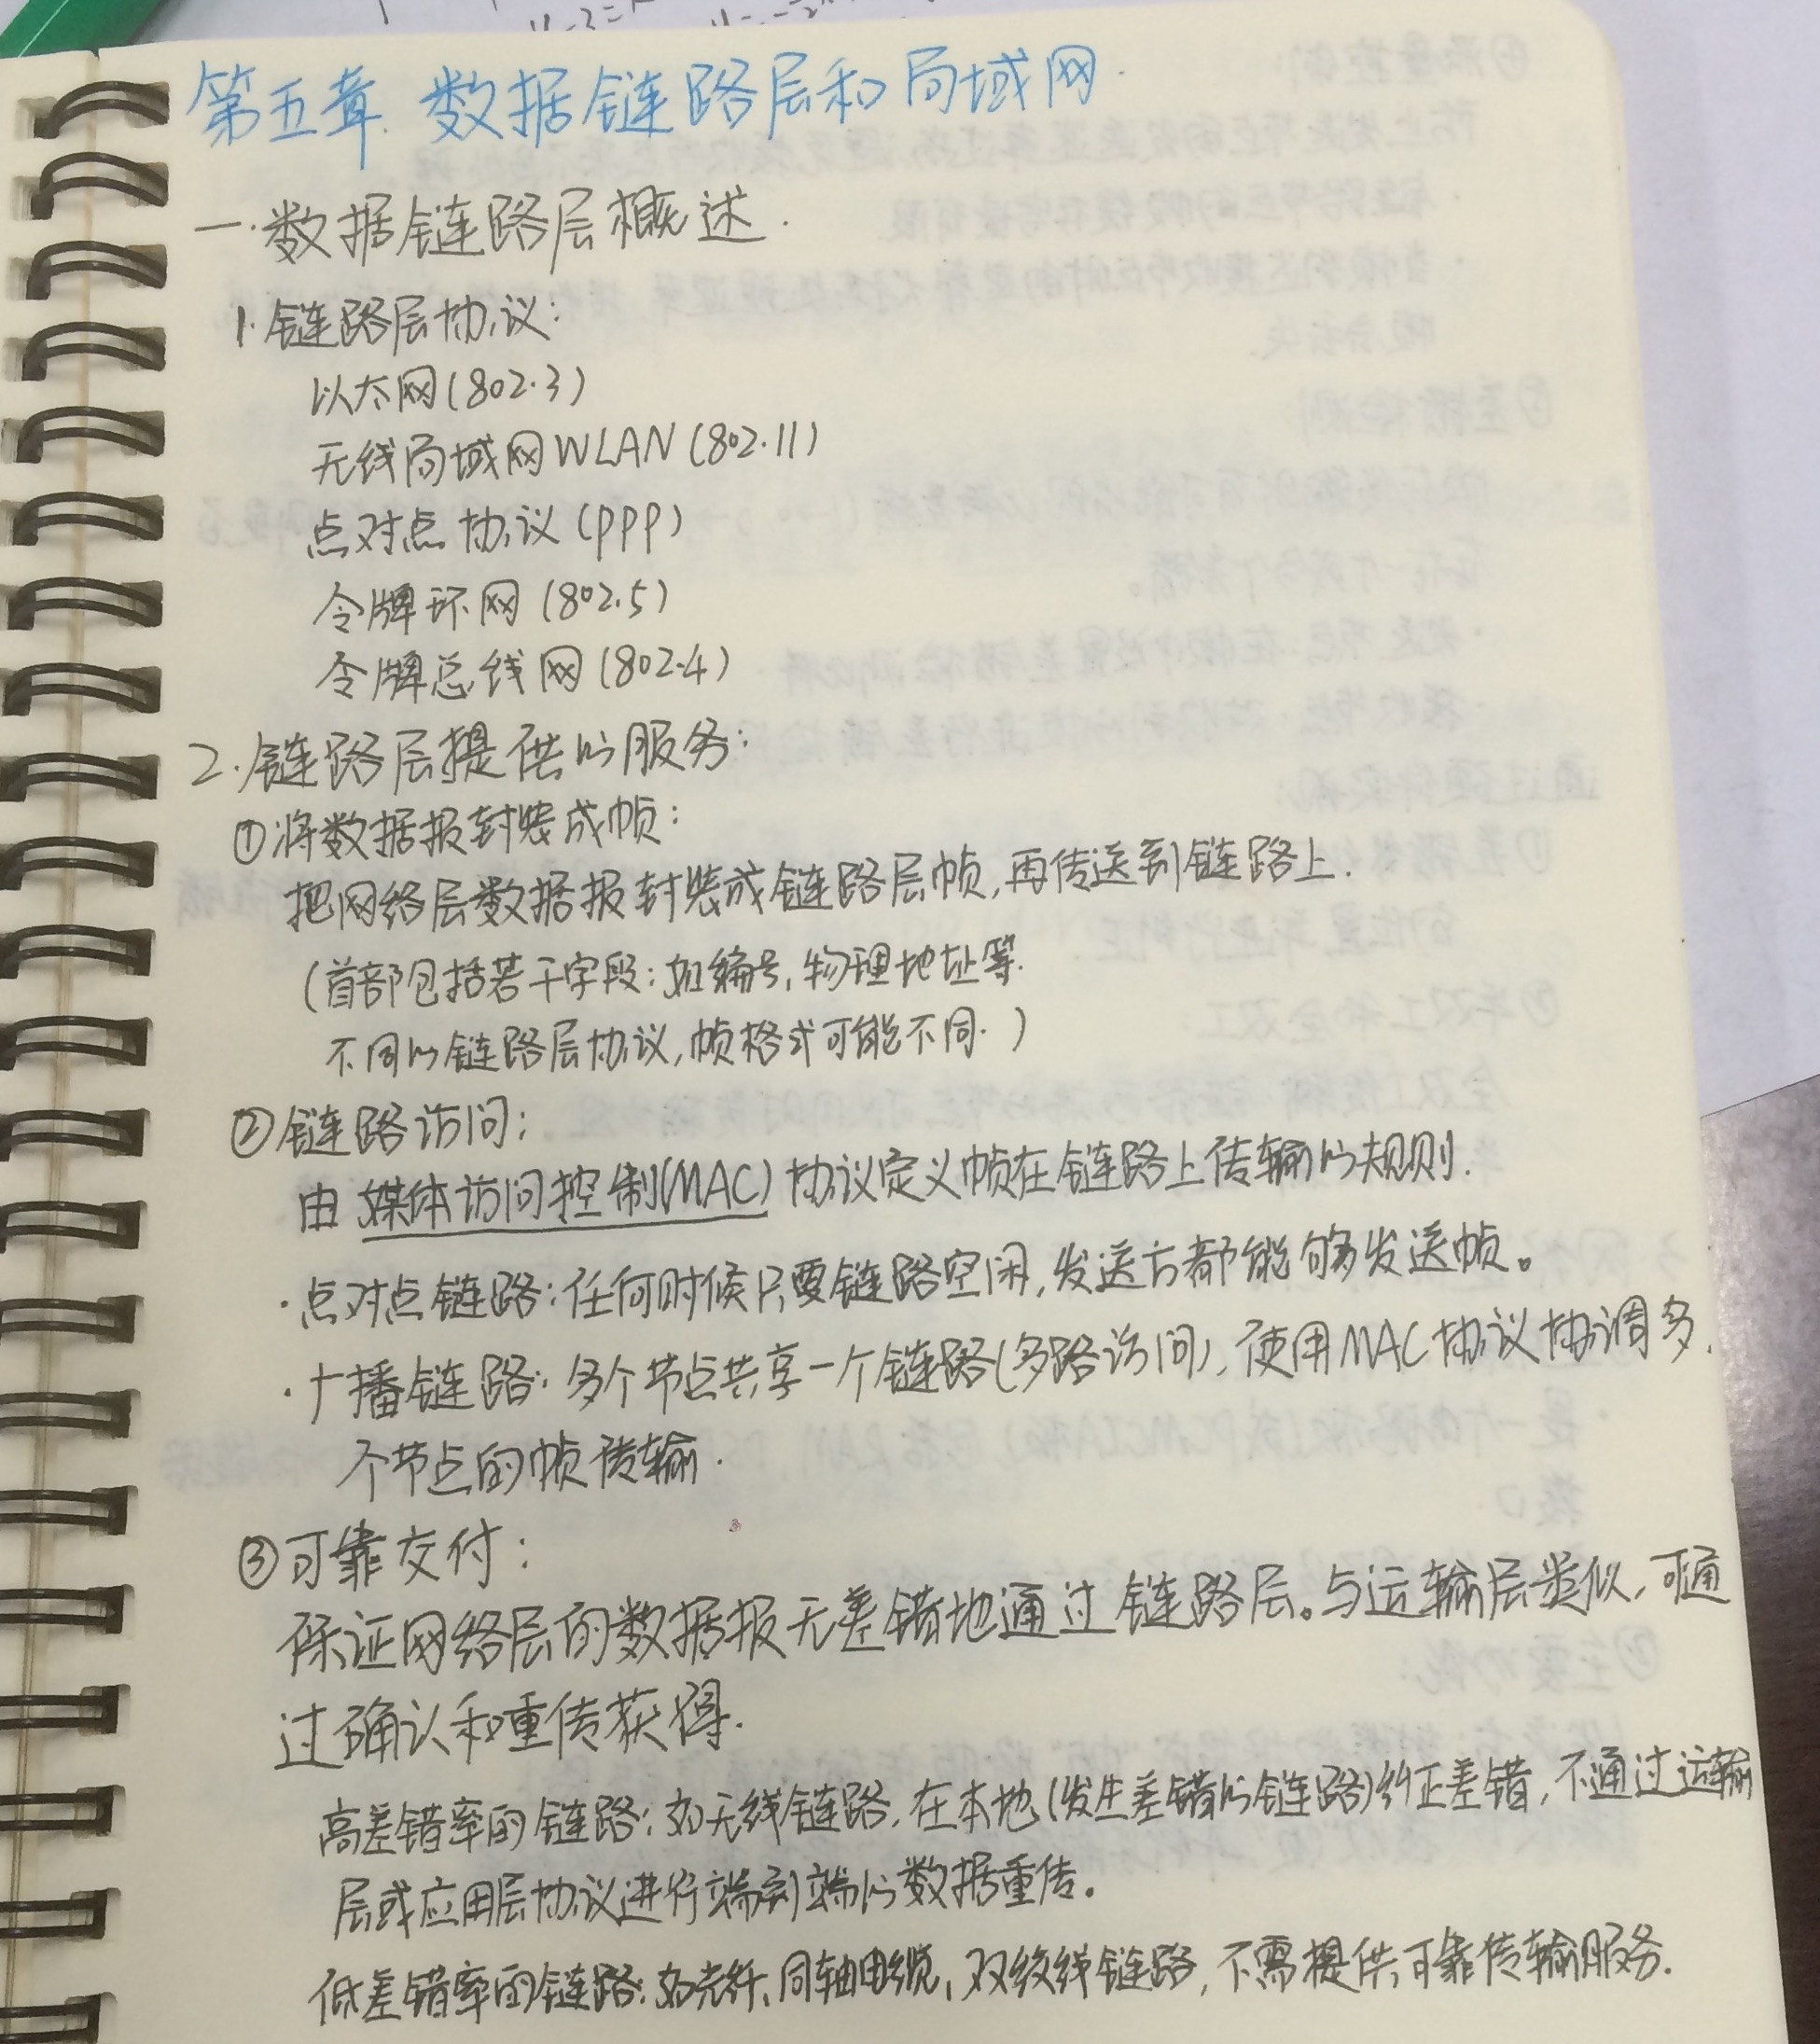 第五章. 数据链路层和局域网.
一.数据链路层概述.
1.链路层协议:
以太网(802.3)
无线局域网WLAN(802.11)
点对点协议(PPP)
令牌环网(802.5)
令牌总线网(802.4)
2.链路层提供的服务:
①将数据报封装成帧:
把网络层数据报封装成链路层帧,再传送到链路上.
(首部包括若干字段:如编号,物理地址等.
不同的链路层协议,帧格式可能不同.)
②链路访问:
由媒体访问控制(MAC)协议定义帧在链路上传输的规则.
·点对点链路:任何时候只要链路空闲,发送方都能够发送帧。
·广播链路:多个节点共享一个链路(多路访问),使用MAC协议协调多
个节点的帧传输.
③可靠交付:
保证网络层的数据报无差错地通过链路层。与运输层类似,可通
过确认和重传获得.
高差错率的链路:如无线链路,在本地(发生差错的链路)纠正差错,不通过运输
层或应用层协议进行端到端的数据重传。
低差错率的链路:如光纤、同轴电缆、双绞线链路,不需提供可靠传输服务.